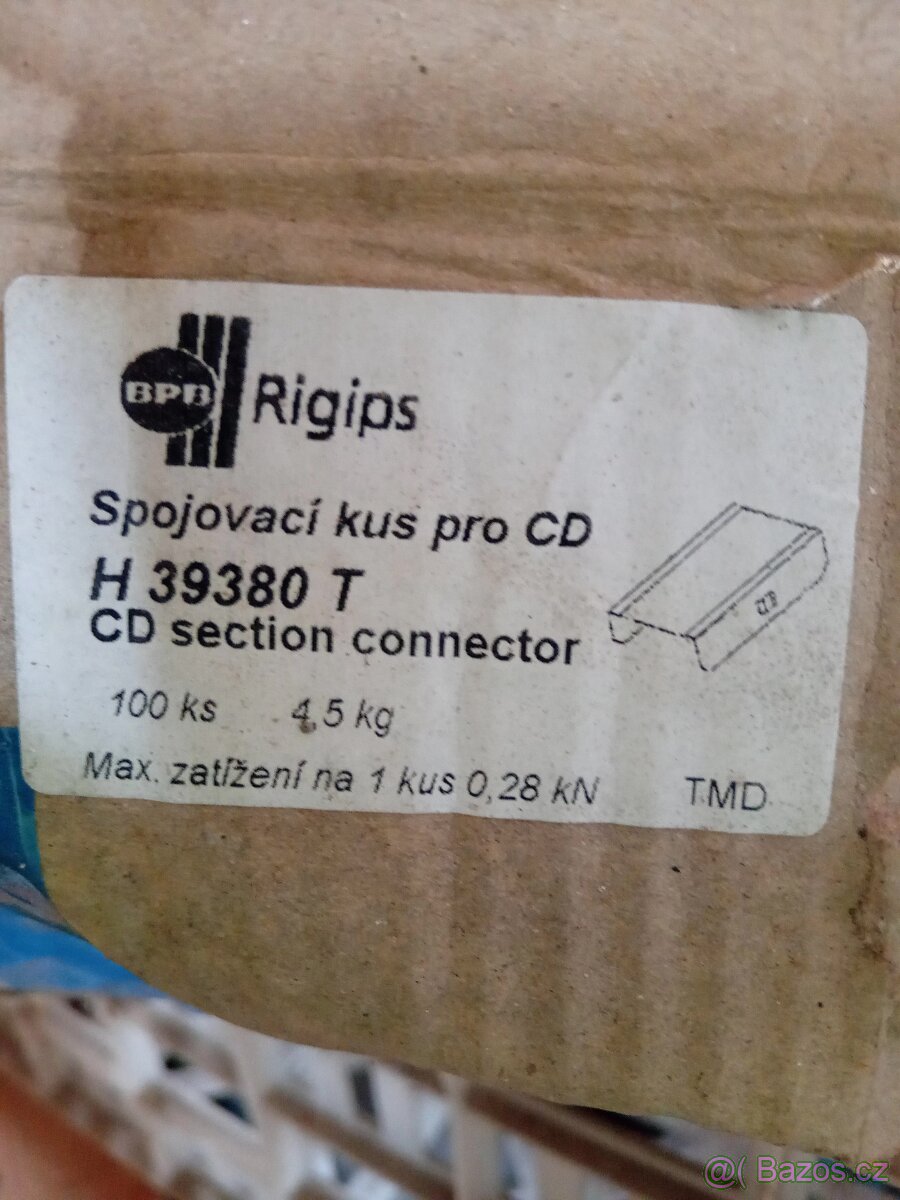 BPB Rigips
Spojovací kus pro CD
H 39380 T
CD section connector
100 ks 4,5 kg
Max. zatížení na 1 kus 0,28 kN TMD
@( Bazos.cz